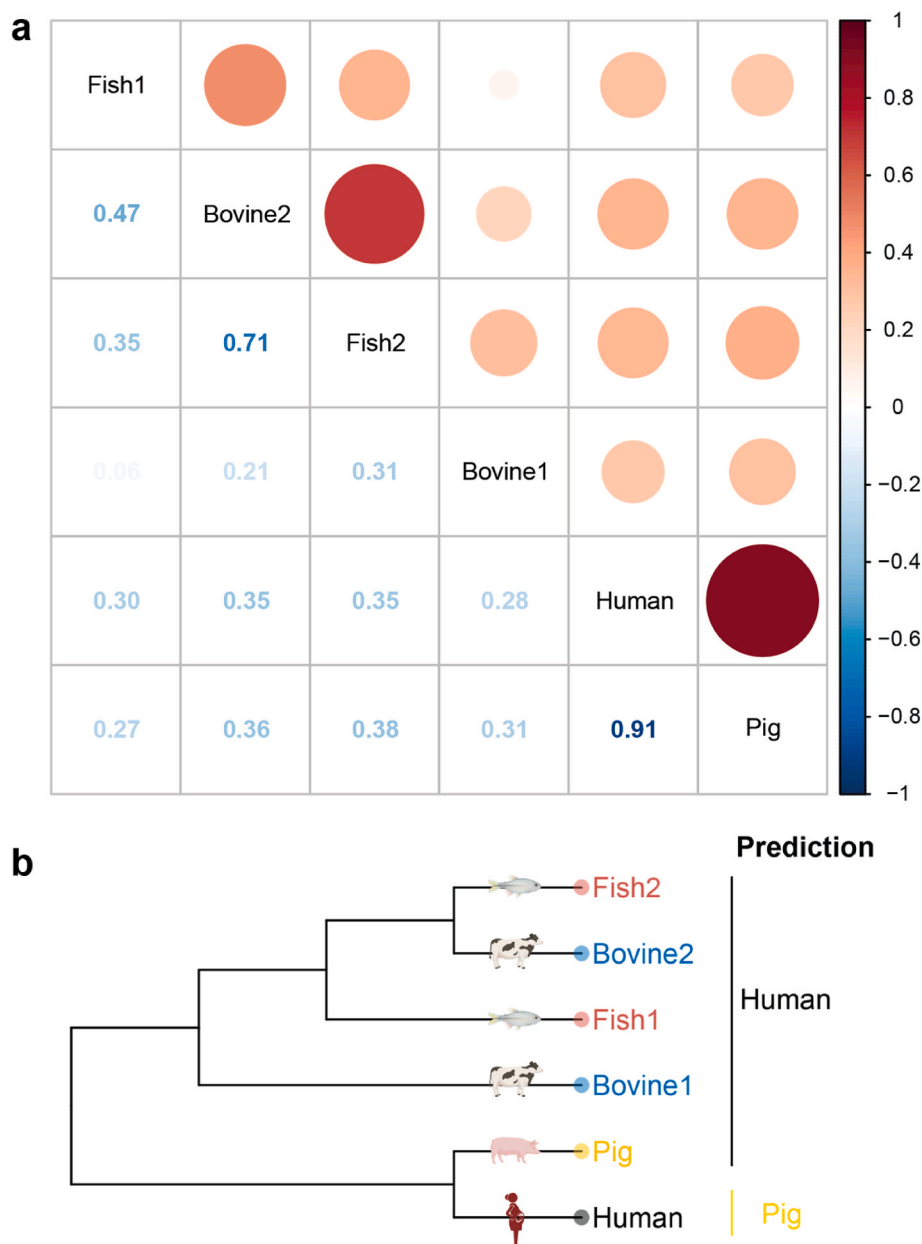 a
1
Fish1
0.8
0.6
0.47
Bovine2
0.4
0.2
0.35
0.71
Fish2
0
0.06
0.21
0.31
Bovine1
−0.2
−0.4
0.30
0.35
0.35
0.28
Human
−0.6
0.27
0.36
0.38
0.31
0.91
Pig
−0.8
−1
b
Prediction
Fish2
Bovine2
Fish1
Bovine1
Pig
Human
Human
Pig